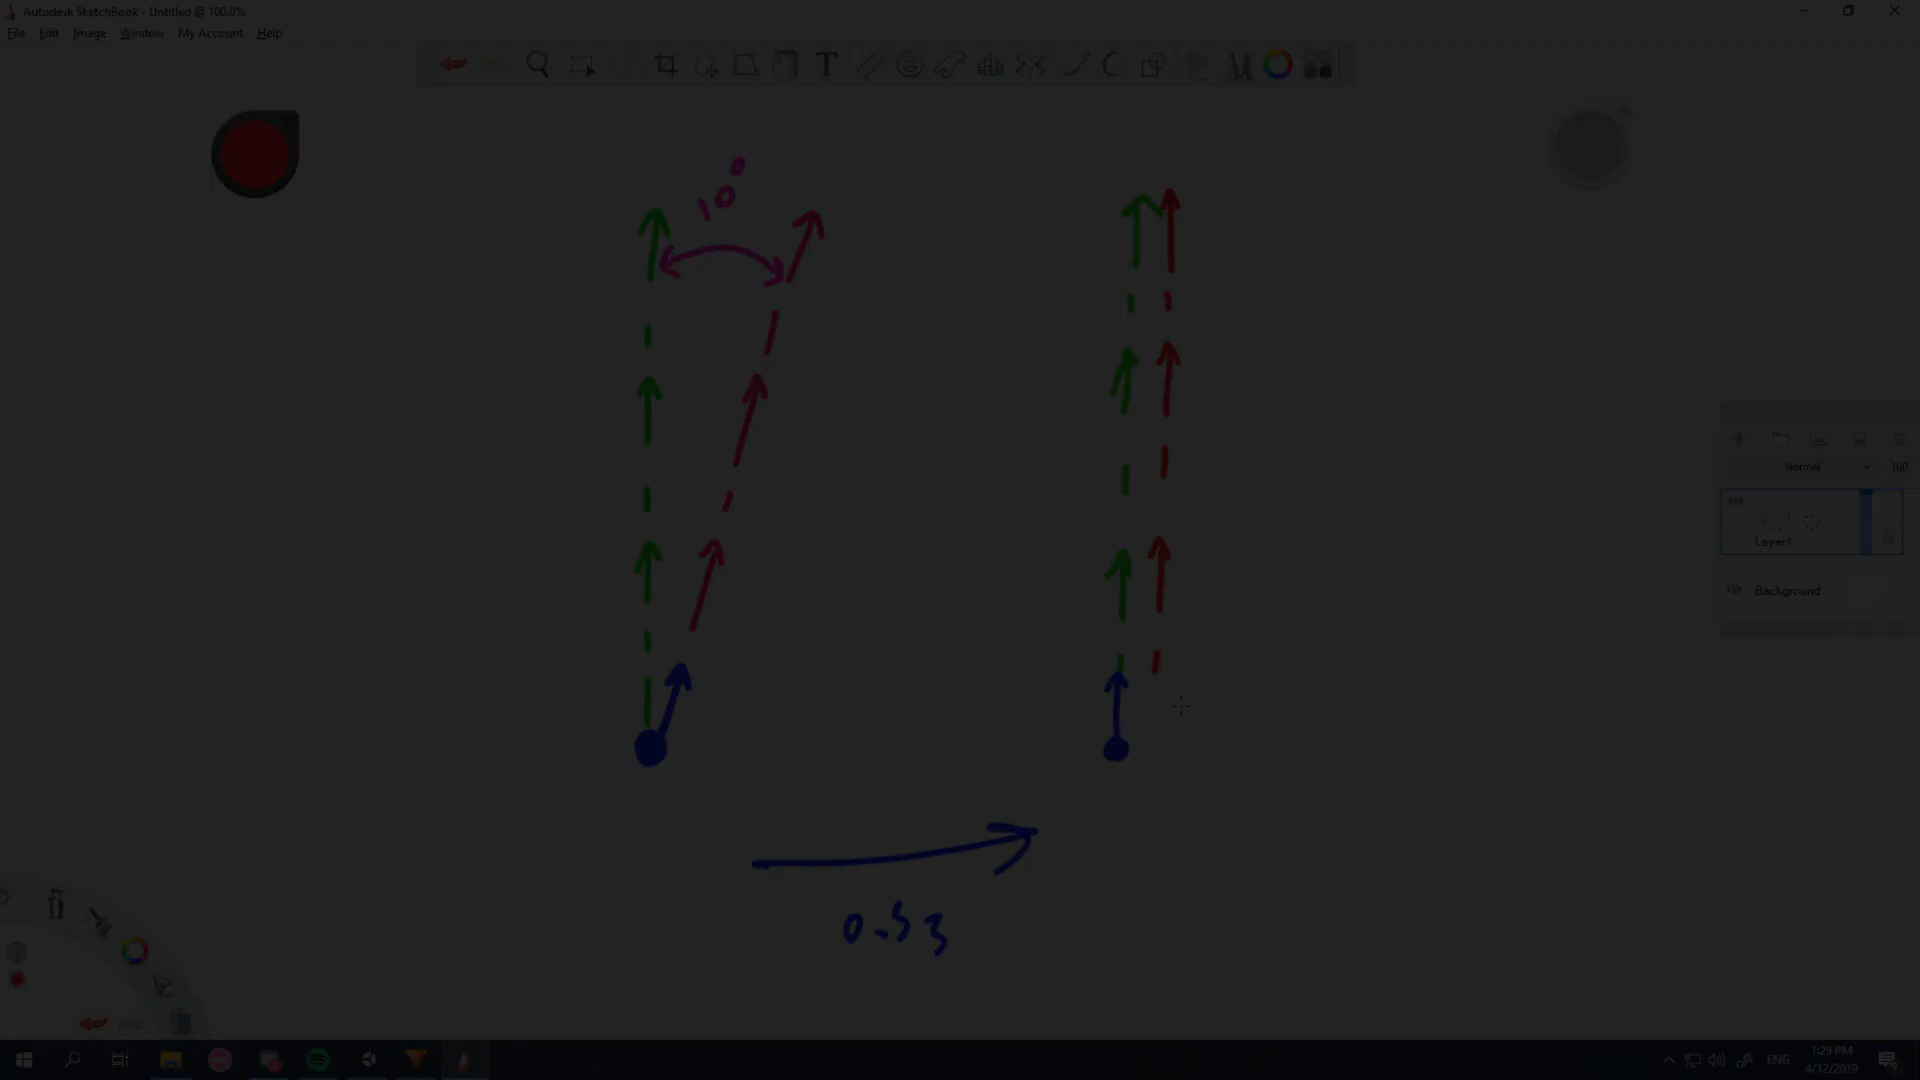 Autodesk SketchBook - Untitled @ 100.0%
File Edit Image Window My Account Help
T
10°
Normal 100
Layer1
Background
0.53
ENG
1:29 PM
4/12/2019